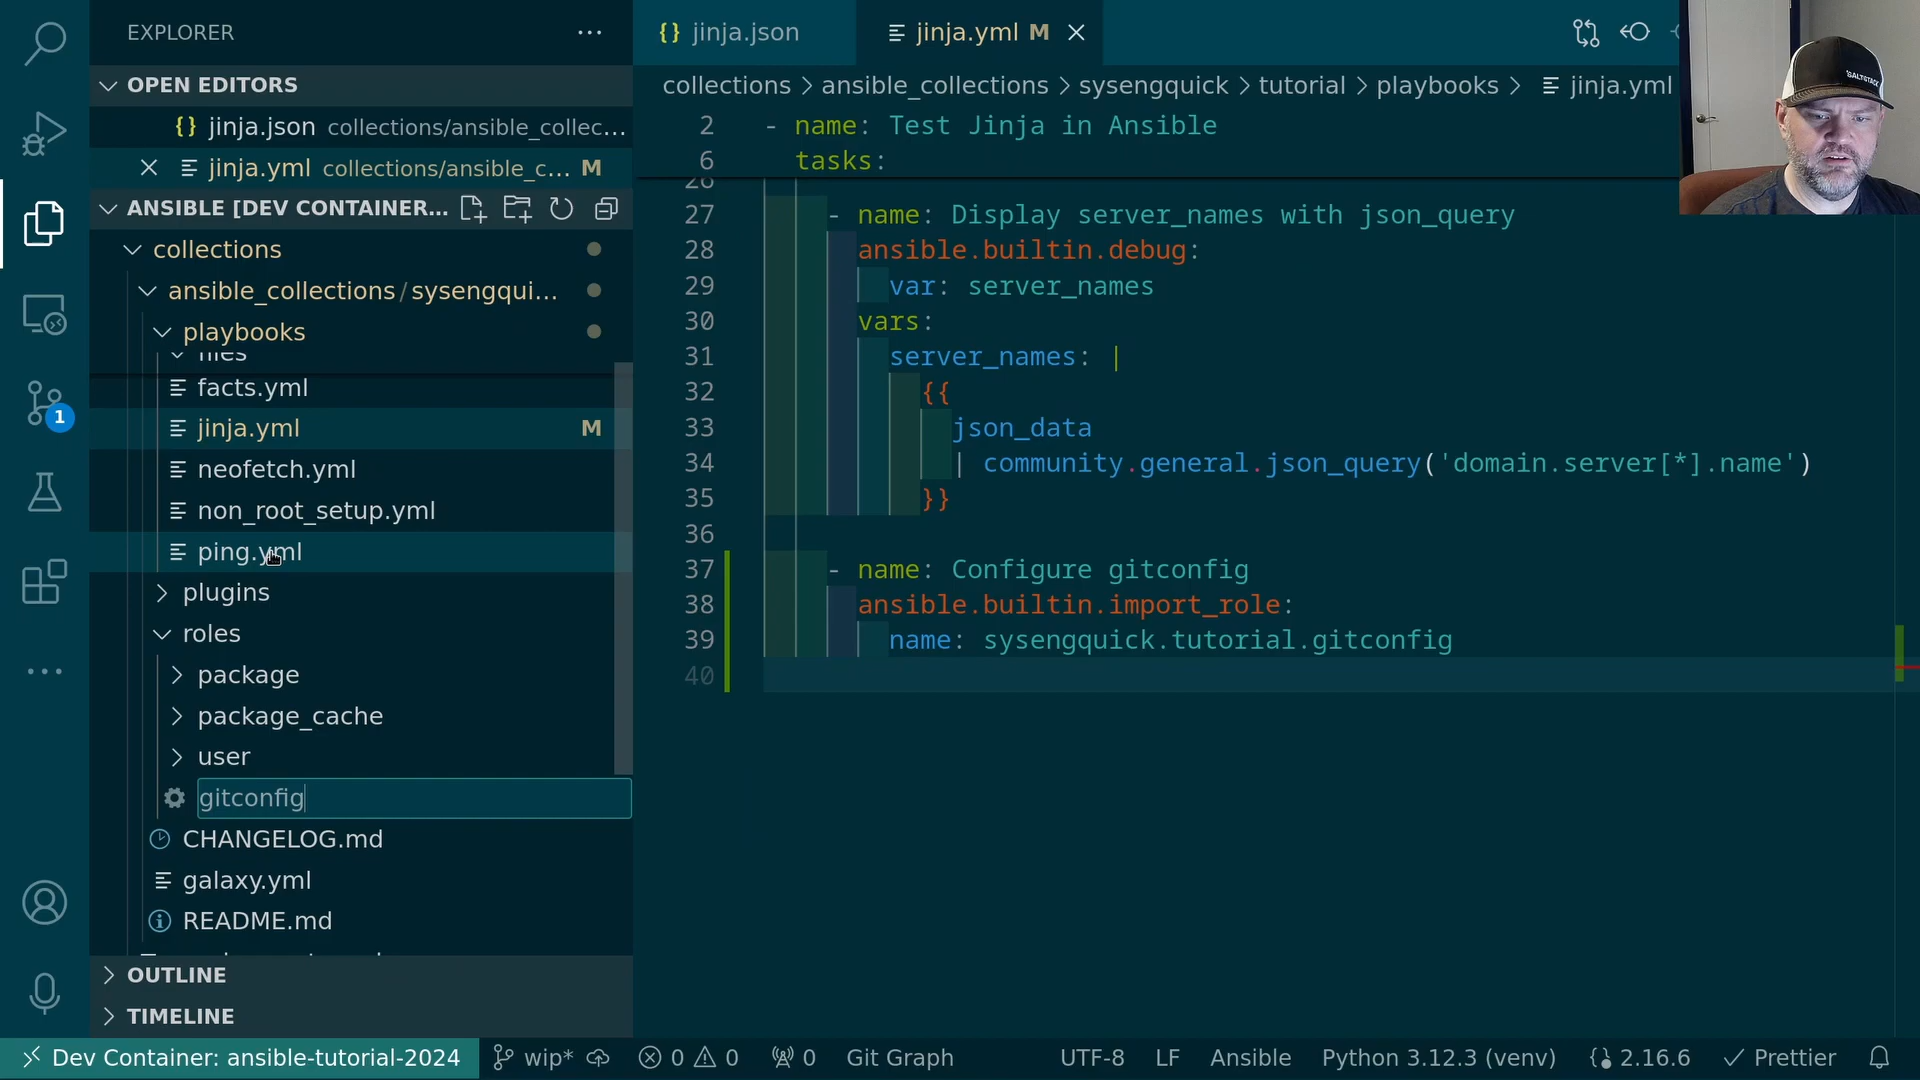 EXPLORER
OPEN EDITORS
jinja.json collections/ansible_collec...
jinja.yml collections/ansible_c... M
ANSIBLE [DEV CONTAINER...
collections
ansible_collections/sysengqui...
playbooks
files
facts.yml
jinja.yml M
neofetch.yml
non_root_setup.yml
ping.yml
plugins
roles
package
package_cache
user
gitconfig
CHANGELOG.md
galaxy.yml
README.md
OUTLINE
TIMELINE
1
{} jinja.json
jinja.yml M
collections > ansible_collections > sysengquick > tutorial > playbooks > jinja.yml
2 - name: Test Jinja in Ansible
6 tasks:
26
27 - name: Display server_names with json_query
28 ansible.builtin.debug:
29 var: server_names
30 vars:
31 server_names: |
32 {{
33 json_data
34 | community.general.json_query('domain.server[*].name')
35 }}
36
37 - name: Configure gitconfig
38 ansible.builtin.import_role:
39 name: sysengquick.tutorial.gitconfig
40
SALTSTACK
Dev Container: ansible-tutorial-2024 wip* 0 0 0 Git Graph UTF-8 LF Ansible Python 3.12.3 (venv) 2.16.6 Prettier